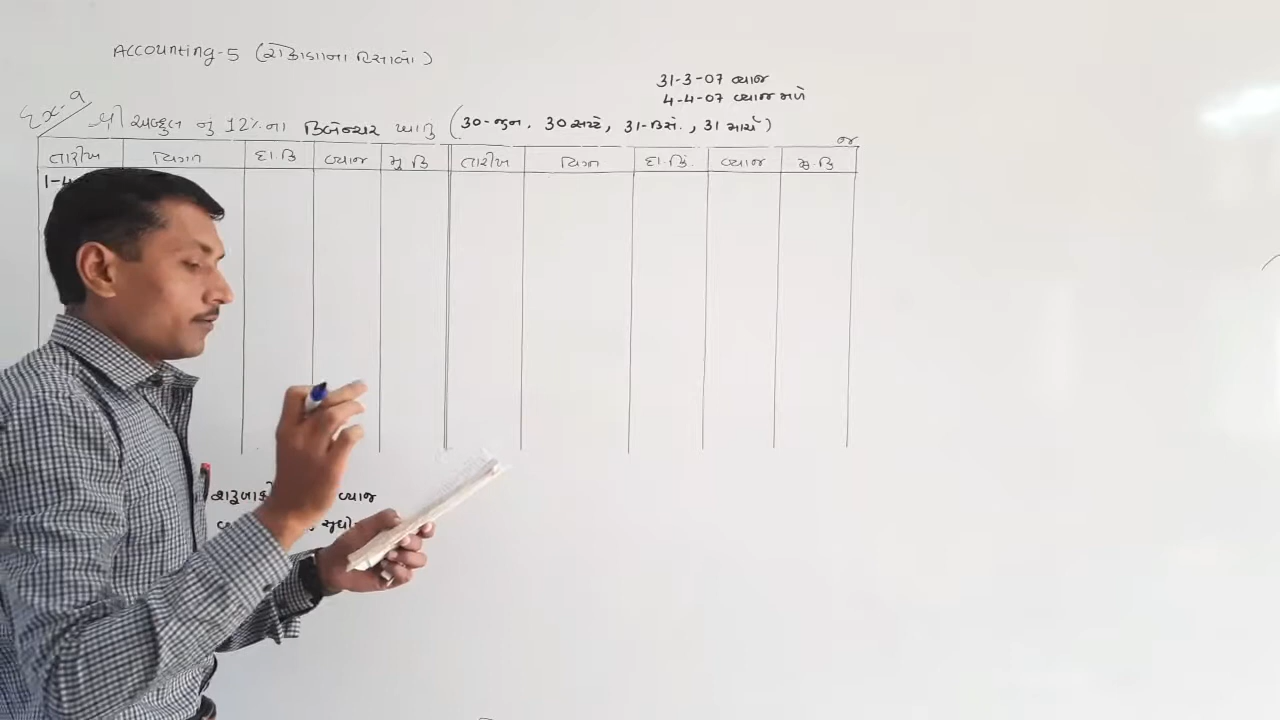 Accounting-5 (રોકાણના હિસાબો)
31-3-07 વ્યાજ
4-4-07 વ્યાજ મળે
Ex-9
શ્રી અબ્દુલ નું 12% ના ડિબેન્ચર ખાતુ (30-જુન, 30 સપ્ટે, 31-ડિસે., 31 માર્ચ)
જ
તારીખ વિગત દા.કિં વ્યાજ મૂ કિં તારીખ વિગત દા.કિં. વ્યાજ મૂ.કિં
1-4
વ્યાજ
સુધી